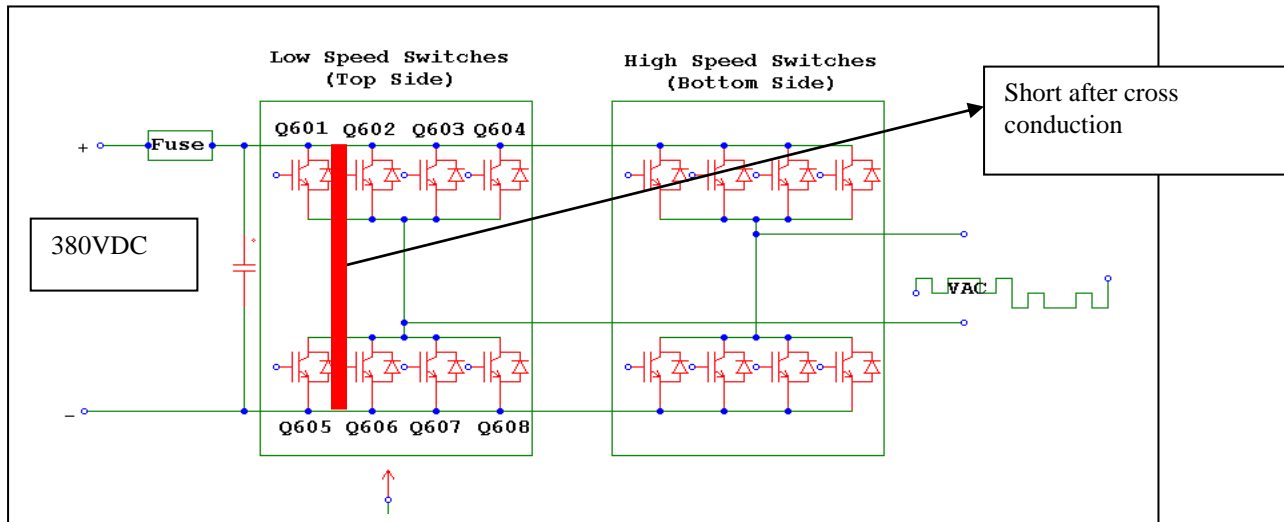 Low Speed Switches
(Top Side)
High Speed Switches
(Bottom Side)
Short after cross
conduction
Q601 Q602 Q603 Q604
+
Fuse
380VDC
VAC
–
Q605 Q606 Q607 Q608